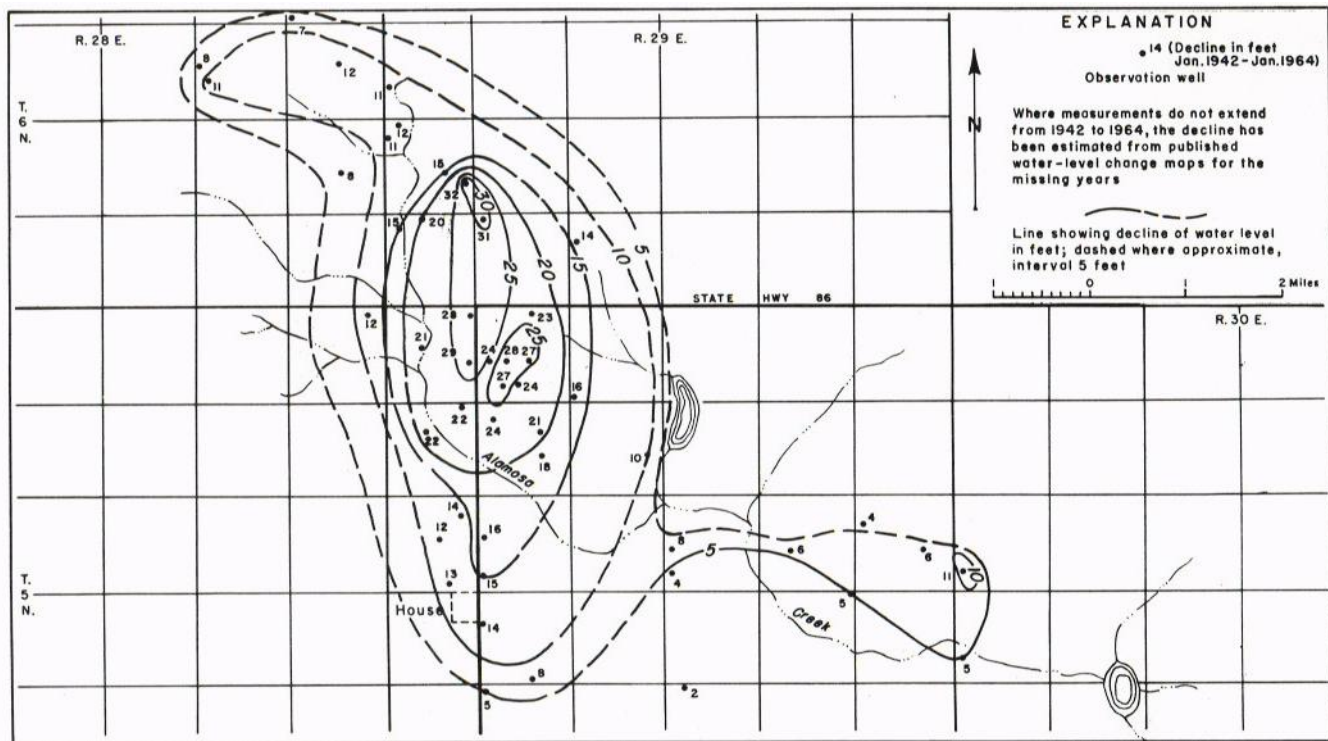 R. 28 E.
R. 29 E.
EXPLANATION
14 (Decline in feet
Jan. 1942-Jan. 1964)
Observation well
Where measurements do not extend
from 1942 to 1964, the decline has
been estimated from published
water-level change maps for the
missing years
Line showing decline of water level
in feet; dashed where approximate,
interval 5 feet
1 0 1 2 Miles
N
T.
6
N.
7
8
11
12
11
12
11
8
15
32
30
31
15
20
14
25
20
15
10
5
STATE HWY 86
R. 30 E.
12
28
23
21
29
24
28
27
25
27
24
16
22
24
22
21
18
10
Alamosa
14
12
16
8
5
6
4
6
4
13
15
11
10
T.
5
N.
House
14
5
Creek
5
8
5
2